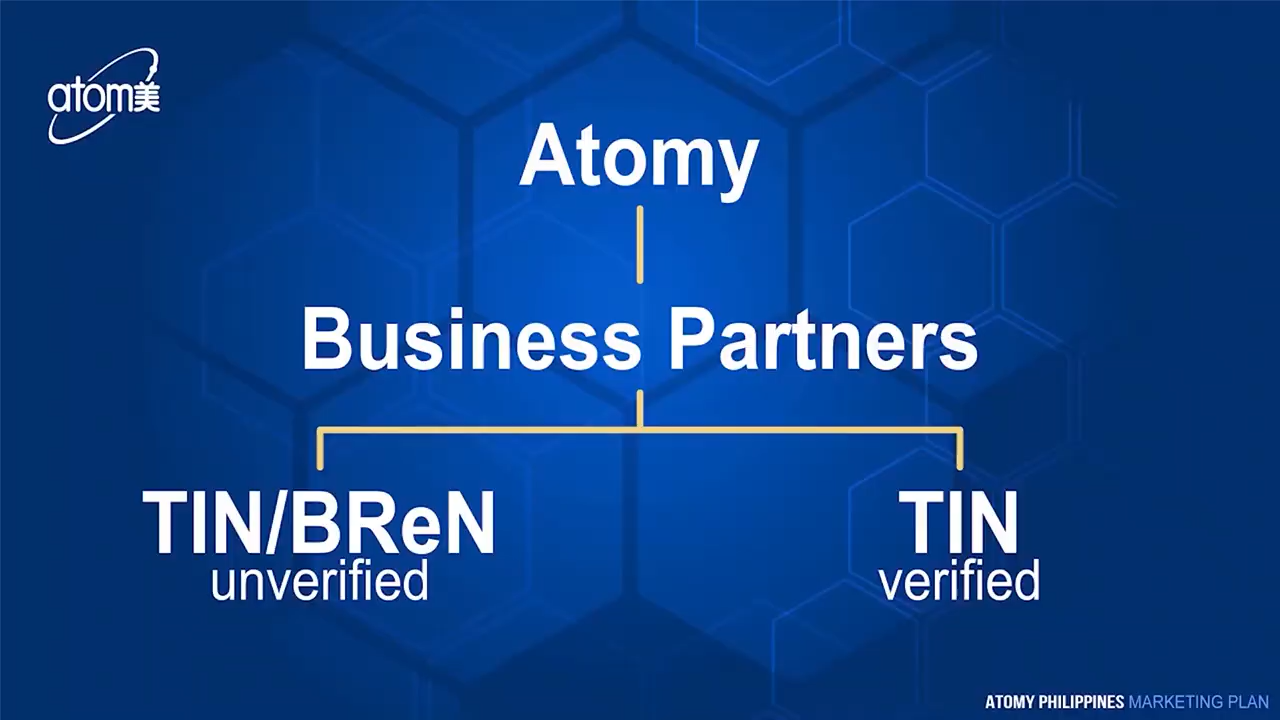 atom美
Atomy
Business Partners
TIN/BReN
unverified
TIN
verified
ATOMY PHILIPPINES MARKETING PLAN